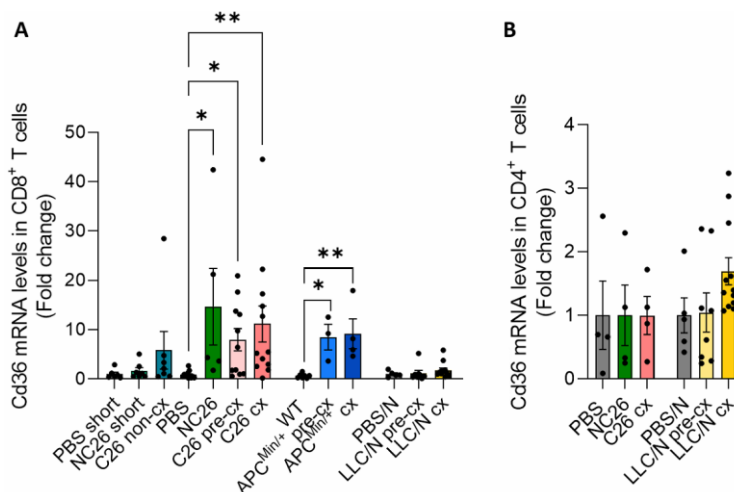 A
B
**
*
*
**
*
Cd36 mRNA levels in CD8+ T cells
(Fold change)
50
40
30
20
10
0
PBS short
NC26 short
C26 non-cx
PBS
NC26
C26 pre-cx
C26 cx
APCMin/+ WT
APCMin/+ pre-cx
cx
PBS/N
LLC/N pre-cx
LLC/N cx
Cd36 mRNA levels in CD4+ T cells
(Fold change)
4
3
2
1
0
PBS
NC26
C26 cx
PBS/N
LLC/N pre-cx
LLC/N cx